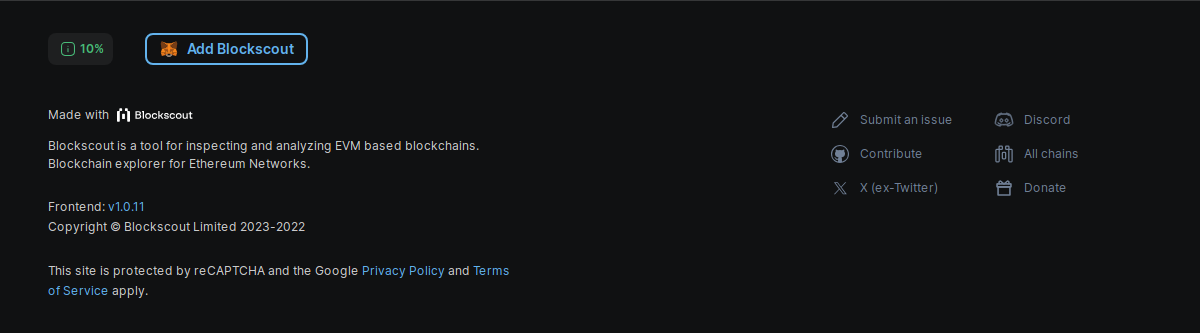 10%
Add Blockscout
Made with Blockscout
Blockscout is a tool for inspecting and analyzing EVM based blockchains.
Blockchain explorer for Ethereum Networks.
Frontend: v1.0.11
Copyright © Blockscout Limited 2023-2022
This site is protected by reCAPTCHA and the Google Privacy Policy and Terms
of Service apply.
Submit an issue
Discord
Contribute
All chains
X (ex-Twitter)
Donate